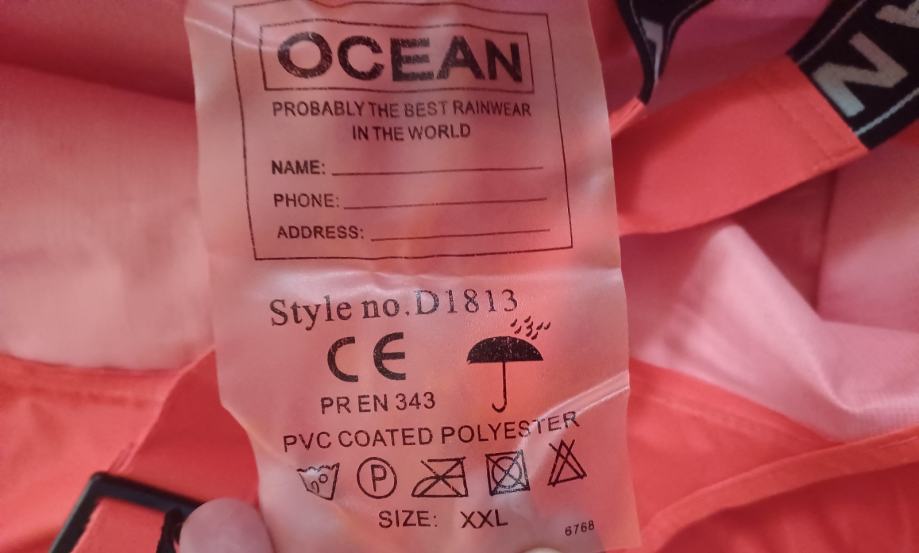 OCEAN
PROBABLY THE BEST RAINWEAR
IN THE WORLD
NAME:
PHONE:
ADDRESS:
Style no.D1813
CE
PR EN 343
PVC COATED POLYESTER
P
SIZE: XXL
6768